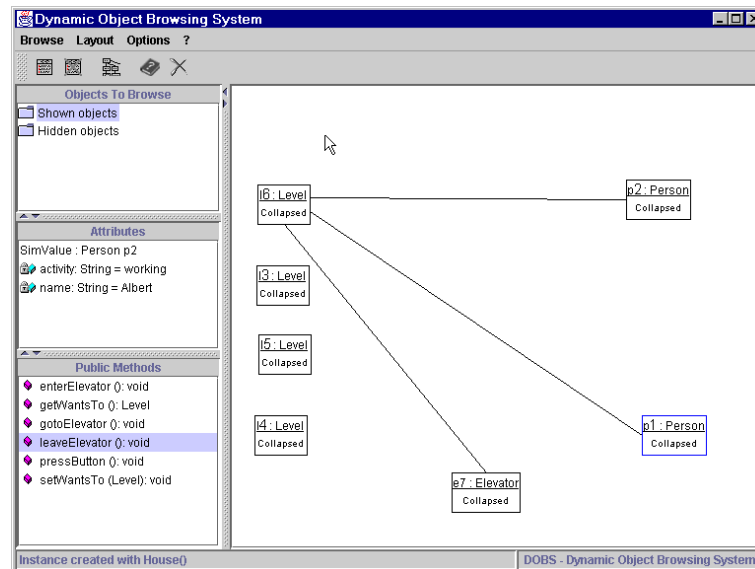 Dynamic Object Browsing System
Browse Layout Options ?
Objects To Browse
Shown objects
Hidden objects
Attributes
SimValue : Person p2
activity: String = working
name: String = Albert
Public Methods
enterElevator (): void
getWantsTo (): Level
gotoElevator (): void
leaveElevator (): void
pressButton (): void
setWantsTo (Level): void
l6 : Level
Collapsed
p2 : Person
Collapsed
l3 : Level
Collapsed
l5 : Level
Collapsed
l4 : Level
Collapsed
p1 : Person
Collapsed
e7 : Elevator
Collapsed
Instance created with House()
DOBS - Dynamic Object Browsing System